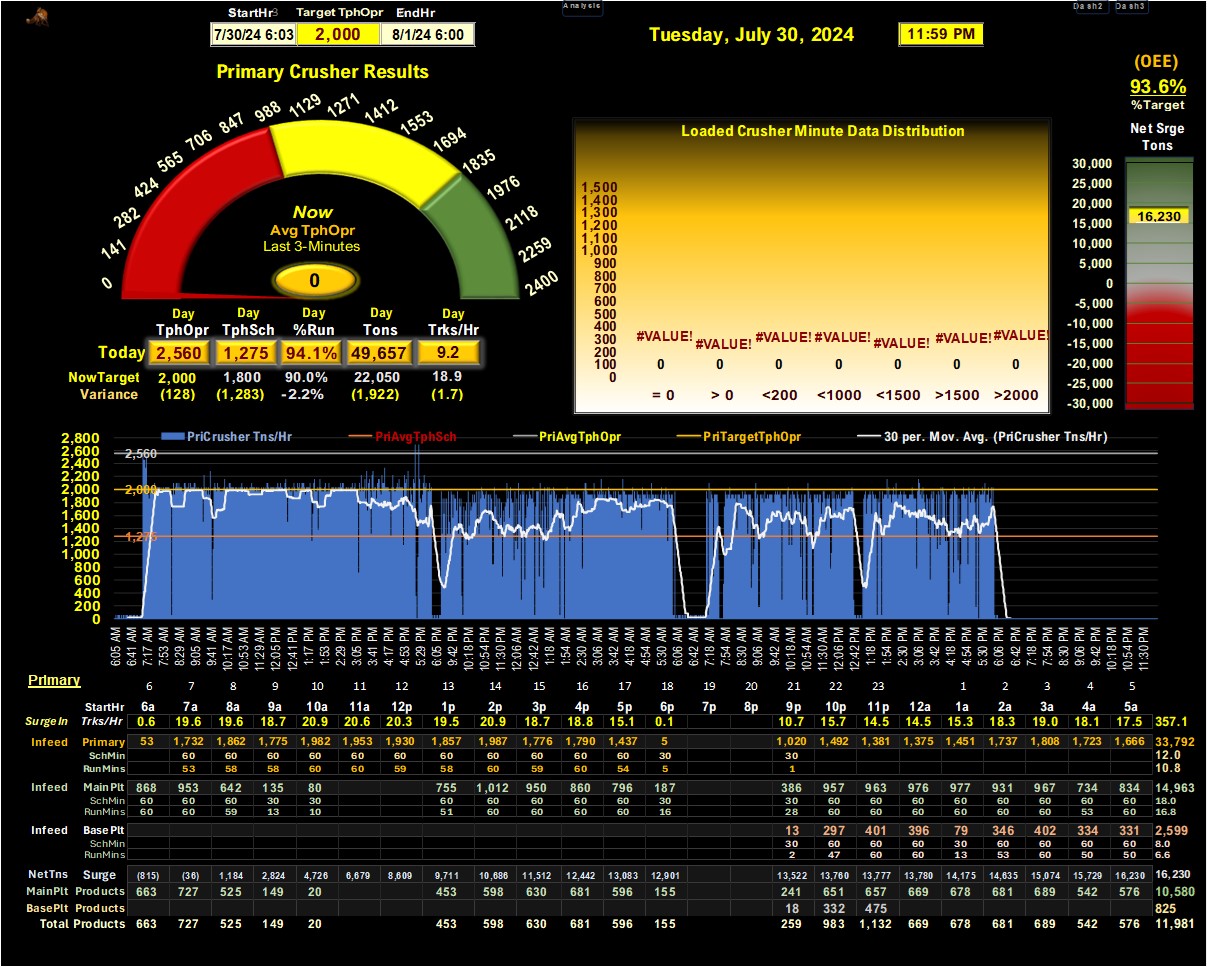 Analysis
Dash2 Dash3
StartHr3 Target TphOpr EndHr
7/30/24 6:03 2,000 8/1/24 6:00
Tuesday, July 30, 2024 11:59 PM
(OEE)
93.6%
%Target
Net Srge
Tons
Primary Crusher Results
0 141 282 424 565 706 847 988 1129 1271 1412 1553 1694 1835 1976 2118 2259 2400
Now
Avg TphOpr
Last 3-Minutes
0
Loaded Crusher Minute Data Distribution
1,500
1,400
1,300
1,200
1,100
1,000
900
800
700
600
500
400
300
200
100
0
#VALUE! #VALUE! #VALUE! #VALUE! #VALUE! #VALUE! #VALUE!
0 0 0 0 0 0 0
= 0 > 0 <200 <1000 <1500 >1500 >2000
30,000
25,000
20,000
15,000
10,000
5,000
0
-5,000
-10,000
-15,000
-20,000
-25,000
-30,000
16,230
Day Day Day Day Day
TphOpr TphSch %Run Tons Trks/Hr
Today 2,560 1,275 94.1% 49,657 9.2
NowTarget 2,000 1,800 90.0% 22,050 18.9
Variance (128) (1,283) -2.2% (1,922) (1.7)
PriCrusher Tns/Hr PriAvgTphSch PriAvgTphOpr PriTargetTphOpr 30 per. Mov. Avg. (PriCrusher Tns/Hr)
2,800
2,600
2,400
2,200
2,000
1,800
1,600
1,400
1,200
1,000
800
600
400
200
0
2,560
2,000
1,275
6:05 AM 6:41 AM 7:17 AM 7:53 AM 8:29 AM 9:05 AM 9:41 AM 10:17 AM 10:53 AM 11:29 AM 12:05 PM 12:41 PM 1:17 PM 1:53 PM 2:29 PM 3:05 PM 3:41 PM 4:17 PM 4:53 PM 5:29 PM 9:06 PM 9:42 PM 10:18 PM 10:54 PM 11:30 PM 12:06 AM 12:42 AM 1:18 AM 1:54 AM 2:30 AM 3:06 AM 3:42 AM 4:18 AM 4:54 AM 5:30 AM 6:06 PM 6:42 PM 7:18 PM 7:54 PM 8:30 PM 9:06 PM 9:42 PM 10:18 PM 10:54 PM 11:30 PM 12:06 PM 12:42 PM 1:18 PM 1:54 PM 2:30 PM 3:06 PM 3:42 PM 4:18 PM 4:54 PM 5:30 PM 6:06 PM 6:42 PM 7:18 PM 7:54 PM 8:30 PM 9:06 PM 9:42 PM 10:18 PM 10:54 PM 11:30 PM
Primary
6 7 8 9 10 11 12 13 14 15 16 17 18 19 20 21 22 23 1 2 3 4 5
StartHr 6a 7a 8a 9a 10a 11a 12a 1p 2p 3p 4p 5p 6p 7p 8p 9p 10p 11p 12a 1a 2a 3a 4a 5a
SurgeIn Trks/Hr 0.6 19.6 19.6 18.7 20.9 20.6 20.3 19.5 20.9 18.7 18.8 15.1 0.1 10.7 15.7 14.5 14.5 15.3 18.3 19.0 18.1 17.5 357.1
Infeed Primary 53 1,732 1,862 1,775 1,982 1,953 1,930 1,857 1,987 1,776 1,790 1,437 5 1,020 1,492 1,381 1,375 1,451 1,737 1,808 1,723 1,666 33,792
SchMin 60 60 60 60 60 60 60 60 60 60 60 30 30 12.0
RunMins 53 58 58 60 60 59 58 60 59 60 54 5 1 10.8
Infeed MainPlt 868 953 642 135 80 755 1,012 950 860 796 187 386 957 963 976 977 931 967 734 834 14,963
SchMin 60 60 60 30 30 60 60 60 60 60 30 30 60 60 60 60 60 60 60 60 18.0
RunMins 60 60 59 13 10 51 60 60 60 60 16 28 60 60 60 60 60 60 53 60 16.8
Infeed Base Plt 13 297 401 396 79 346 402 334 331 2,599
SchMin 30 60 60 60 30 60 60 60 60 8.0
RunMins 2 47 60 60 13 53 60 50 50 6.6
NetTns Surge (815) (36) 1,184 2,824 4,726 6,679 8,609 9,711 10,686 11,512 12,442 13,083 12,901 13,522 13,760 13,777 13,780 14,175 14,635 15,074 15,729 16,230 16,230
MainPlt Products 663 727 525 149 20 453 598 630 681 596 155 241 651 657 669 678 681 689 542 576 10,580
BasePlt Products 18 332 475 825
Total Products 663 727 525 149 20 453 598 630 681 596 155 259 983 1,132 669 678 681 689 542 576 11,981